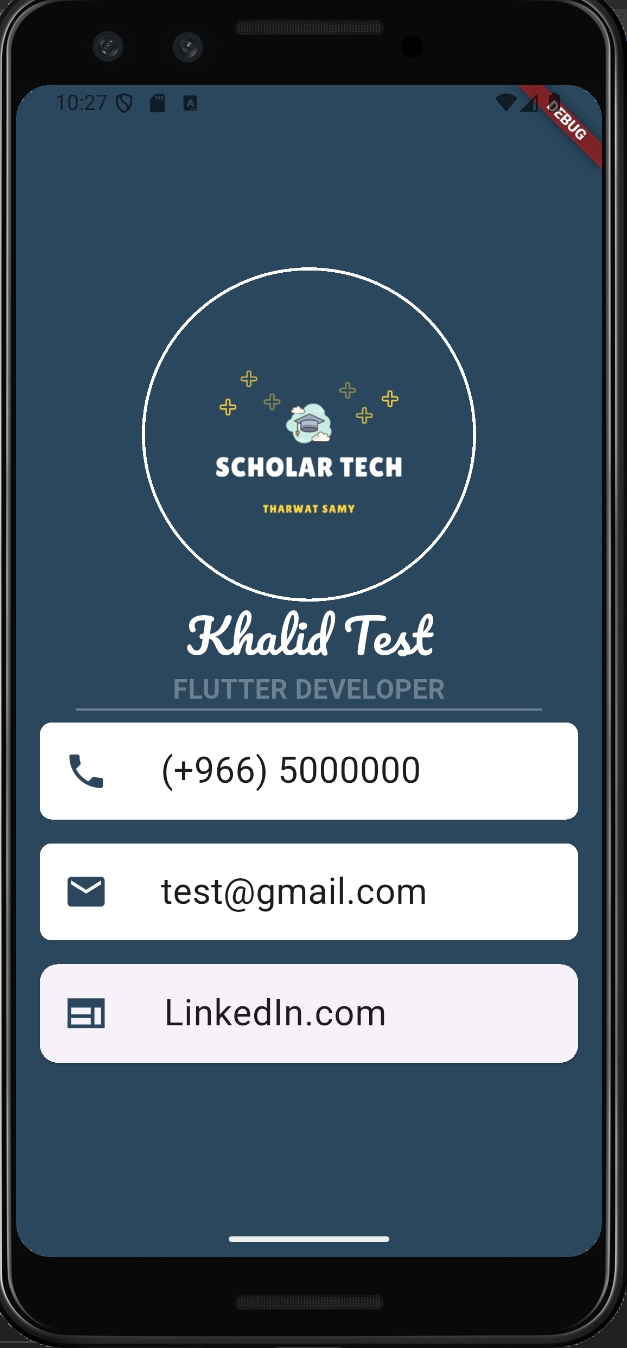 10:27
DEBUG
SCHOLAR TECH
THARWAT SAMY
Khalid Test
FLUTTER DEVELOPER
(+966) 5000000
test@gmail.com
LinkedIn.com